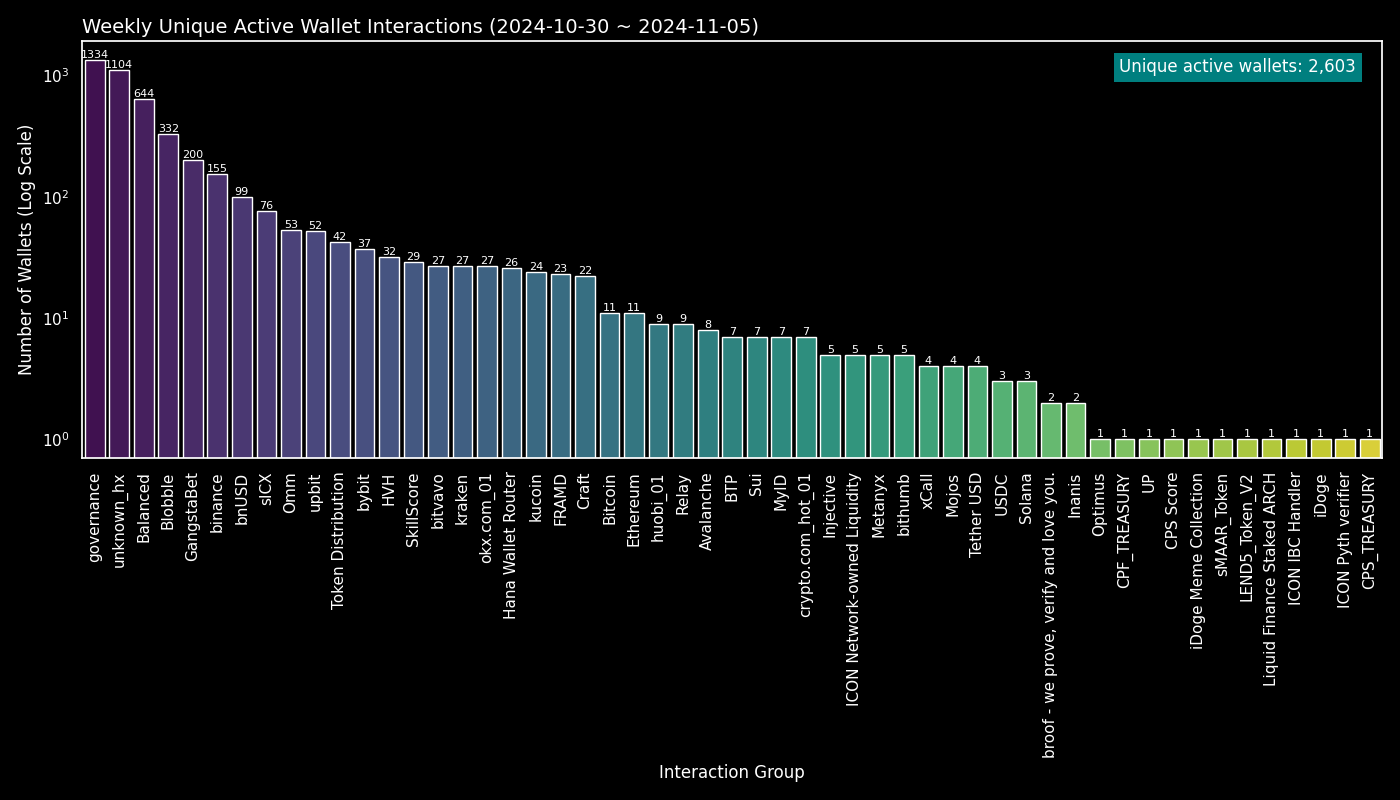 Weekly Unique Active Wallet Interactions (2024-10-30 ~ 2024-11-05)
Unique active wallets: 2,603
Number of Wallets (Log Scale)
10³
10²
10¹
10⁰
1334
1104
644
332
200
155
99
76
53
52
42
37
32
29
27
27
27
26
24
23
22
11
11
9
9
8
7
7
7
7
5
5
5
5
4
4
4
3
3
2
2
1
1
1
1
1
1
1
1
1
1
1
1
governance
unknown_hx
Balanced
Blobble
GangstaBet
binance
bnUSD
sICX
Omm
upbit
Token Distribution
bybit
HVH
SkillScore
bitvavo
kraken
okx.com_01
Hana Wallet Router
kucoin
FRAMD
Craft
Bitcoin
Ethereum
huobi_01
Relay
Avalanche
BTP
Sui
MyID
crypto.com_hot_01
Injective
ICON Network-owned Liquidity
Metanyx
bithumb
xCall
Mojos
Tether USD
USDC
Solana
broof - we prove, verify and love you.
Inanis
Optimus
CPF_TREASURY
UP
CPS Score
iDoge Meme Collection
sMAAR_Token
LEND5_Token_V2
Liquid Finance Staked ARCH
ICON IBC Handler
iDoge
ICON Pyth verifier
CPS_TREASURY
Interaction Group